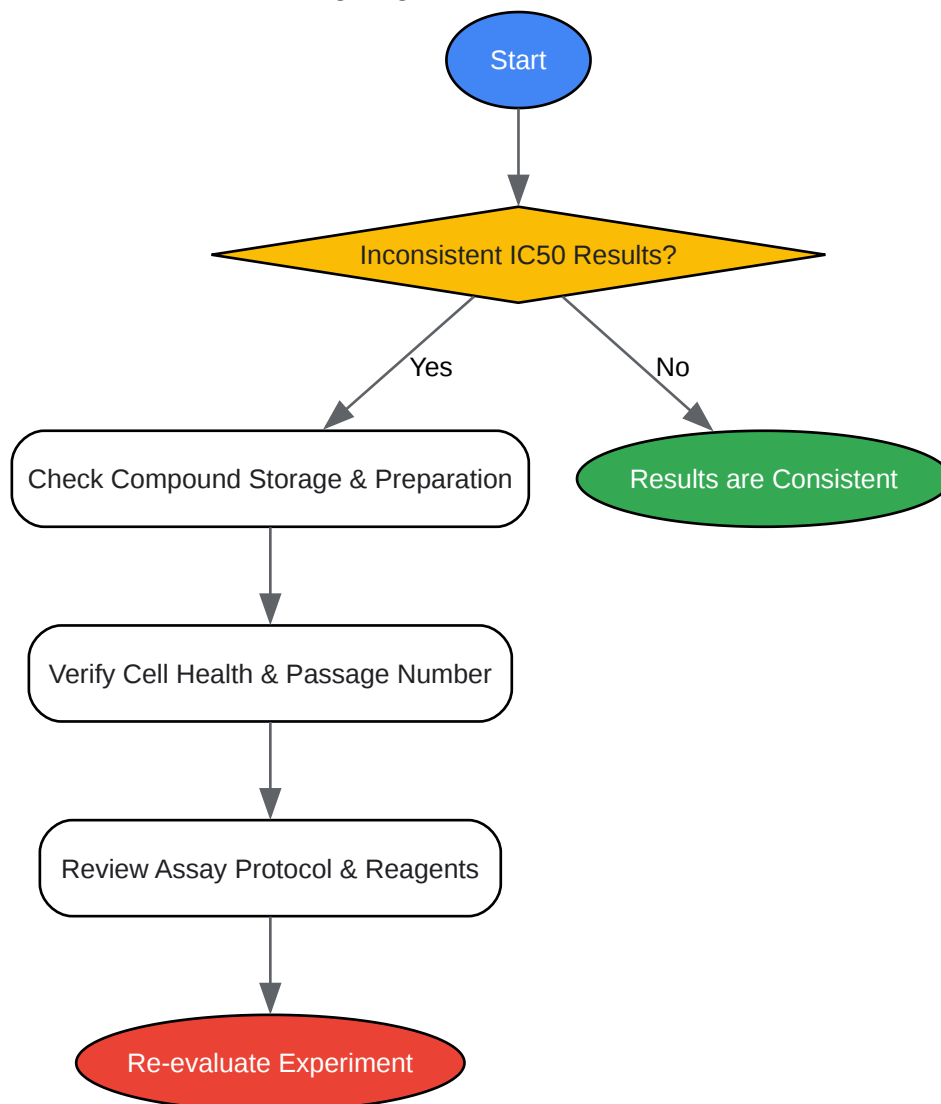 Start
Inconsistent IC50 Results?
Yes
No
Check Compound Storage & Preparation
Results are Consistent
Verify Cell Health & Passage Number
Review Assay Protocol & Reagents
Re-evaluate Experiment